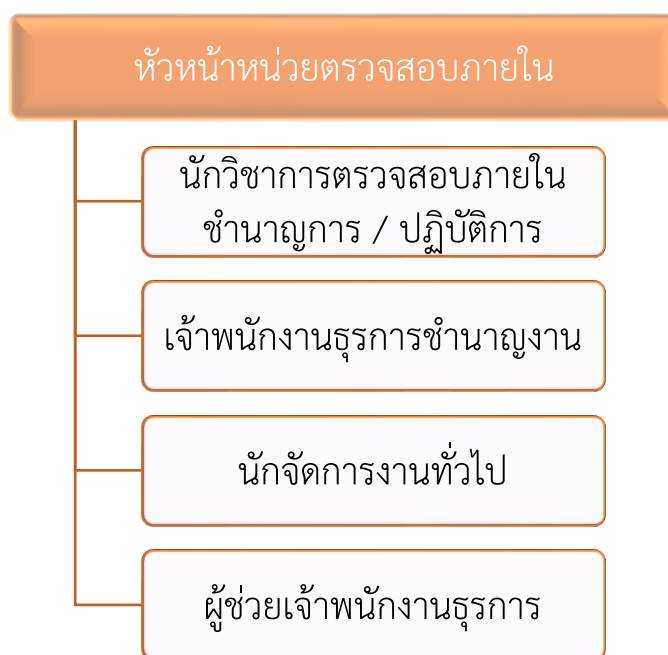 หัวหน้าหน่วยตรวจสอบภายใน
นักวิชาการตรวจสอบภายใน
ชำนาญการ / ปฏิบัติการ
เจ้าพนักงานธุรการชำนาญงาน
นักจัดการงานทั่วไป
ผู้ช่วยเจ้าพนักงานธุรการ